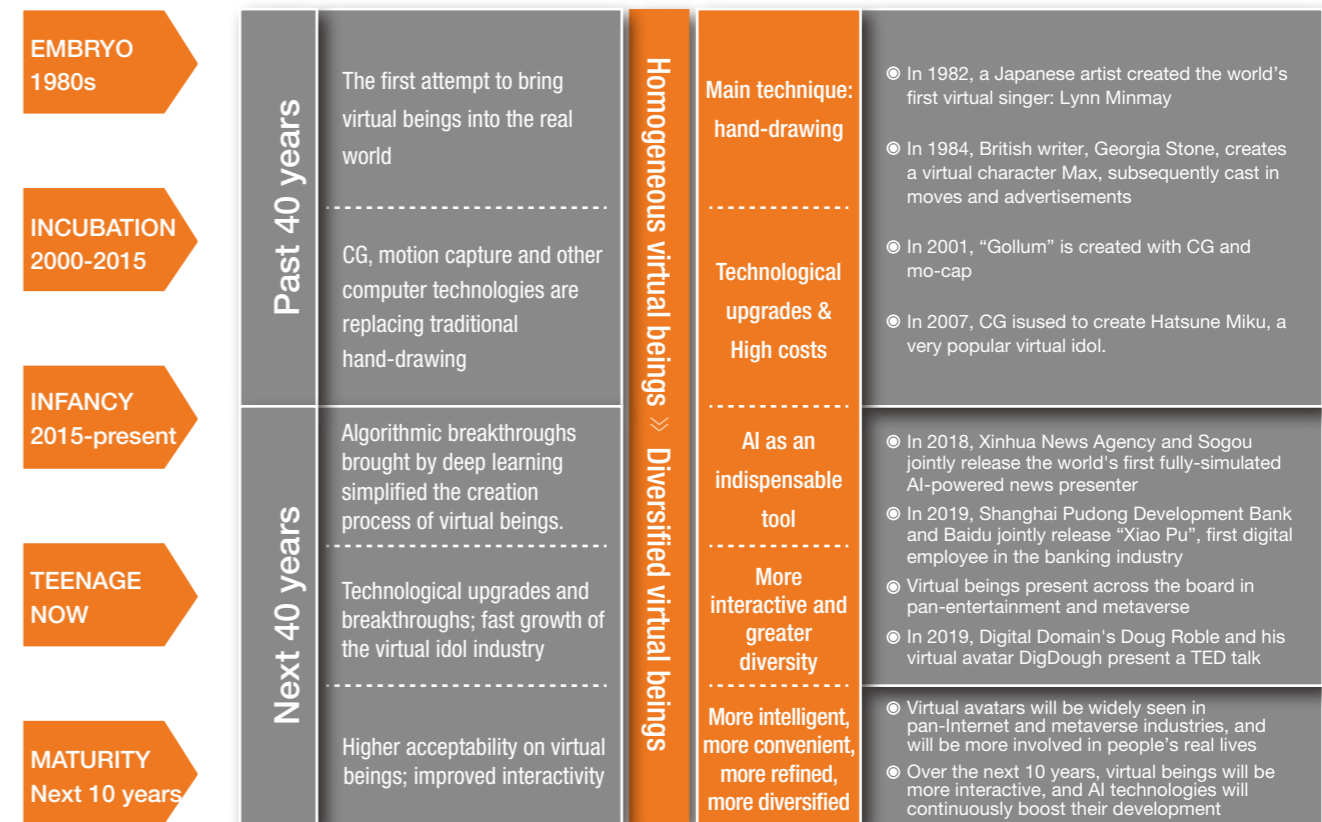 EMBRYO
1980s
INCUBATION
2000-2015
INFANCY
2015-present
TEENAGE
NOW
MATURITY
Next 10 years
Past 40 years
Next 40 years
The first attempt to bring
virtual beings into the real
world
CG, motion capture and other
computer technologies are
replacing traditional
hand-drawing
Algorithmic breakthroughs
brought by deep learning
simplified the creation
process of virtual beings.
Technological upgrades and
breakthroughs; fast growth of
the virtual idol industry
Higher acceptability on virtual
beings; improved interactivity
Homogeneous virtual beings » Diversified virtual beings
Main technique:
hand-drawing
Technological
upgrades &
High costs
AI as an
indispensable
tool
More
interactive and
greater
diversity
More intelligent,
more convenient,
more refined,
more diversified
◉ In 1982, a Japanese artist created the world's
first virtual singer: Lynn Minmay
◉ In 1984, British writer, Georgia Stone, creates
a virtual character Max, subsequently cast in
moves and advertisements
◉ In 2001, “Gollum” is created with CG and
mo-cap
◉ In 2007, CG isused to create Hatsune Miku, a
very popular virtual idol.
◉ In 2018, Xinhua News Agency and Sogou
jointly release the world's first fully-simulated
AI-powered news presenter
◉ In 2019, Shanghai Pudong Development Bank
and Baidu jointly release “Xiao Pu”, first digital
employee in the banking industry
◉ Virtual beings present across the board in
pan-entertainment and metaverse
◉ In 2019, Digital Domain's Doug Roble and his
virtual avatar DigDough present a TED talk
◉ Virtual avatars will be widely seen in
pan-Internet and metaverse industries, and
will be more involved in people's real lives
◉ Over the next 10 years, virtual beings will be
more interactive, and AI technologies will
continuously boost their development